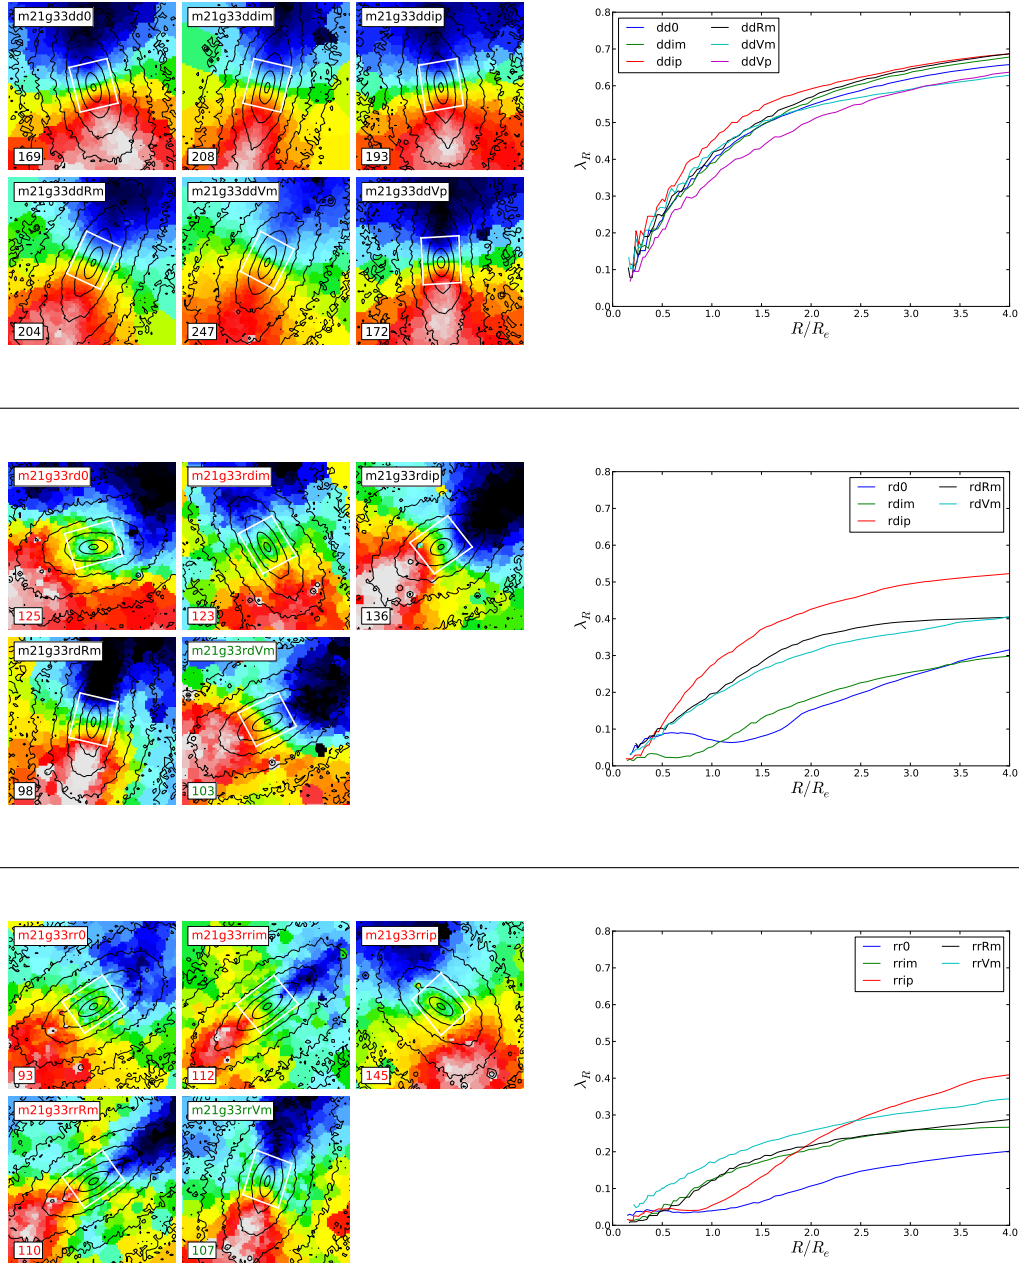 m21g33dd0 m21g33ddim m21g33ddip
169 208 193
m21g33ddRm m21g33ddVm m21g33ddVp
204 247 172
dd0 ddRm
ddim ddVm
ddip ddVp
0.8
0.7
0.6
0.5
0.4
0.3
0.2
0.1
0.0
λ_R
0.0 0.5 1.0 1.5 2.0 2.5 3.0 3.5 4.0
R/R_e
m21g33rd0 m21g33rdim m21g33rdip
125 123 136
m21g33rdRm m21g33rdVm
98 103
rd0 rdRm
rdim rdVm
rdip
0.8
0.7
0.6
0.5
0.4
0.3
0.2
0.1
0.0
λ_R
0.0 0.5 1.0 1.5 2.0 2.5 3.0 3.5 4.0
R/R_e
m21g33rr0 m21g33rrim m21g33rrip
93 112 145
m21g33rrRm m21g33rrVm
110 107
rr0 rrRm
rrim rrVm
rrip
0.8
0.7
0.6
0.5
0.4
0.3
0.2
0.1
0.0
λ_R
0.0 0.5 1.0 1.5 2.0 2.5 3.0 3.5 4.0
R/R_e